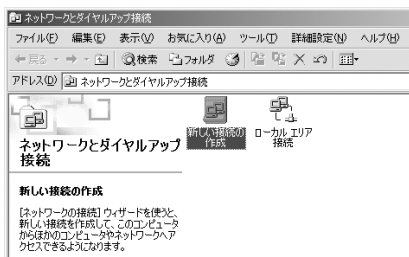 ネットワークとダイヤルアップ接続
ファイル(F) 編集(E) 表示(V) お気に入り(A) ツール(T) 詳細設定(N) ヘルプ(H)
戻る 検索 フォルダ
アドレス(D) ネットワークとダイヤルアップ接続
ネットワークとダイヤルアップ
接続
新しい接続の
作成
ローカル エリア
接続
新しい接続の作成
[ネットワークの接続] ウィザードを使うと、
新しい接続を作成して、このコンピュータ
からほかのコンピュータやネットワークへア
クセスできるようになります。